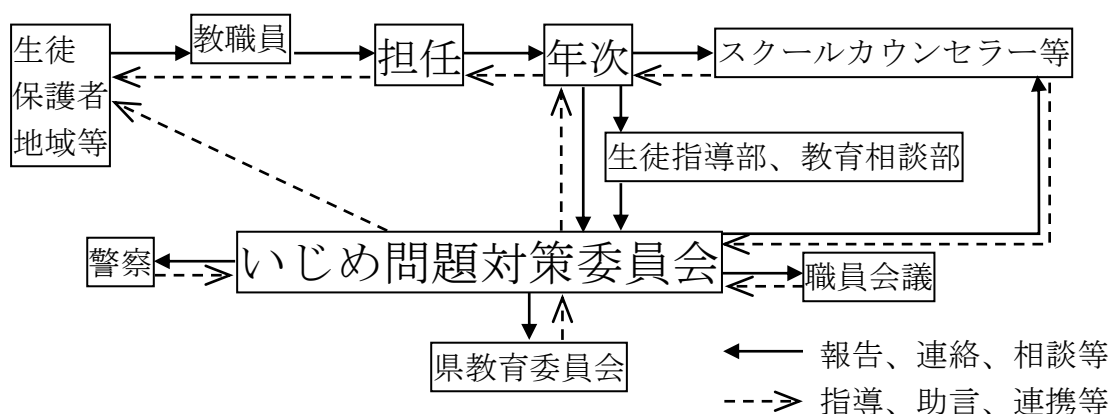 生徒
保護者
地域等
教職員
担任
年次
スクールカウンセラー等
生徒指導部、教育相談部
警察
いじめ問題対策委員会
職員会議
県教育委員会
報告、連絡、相談等
指導、助言、連携等